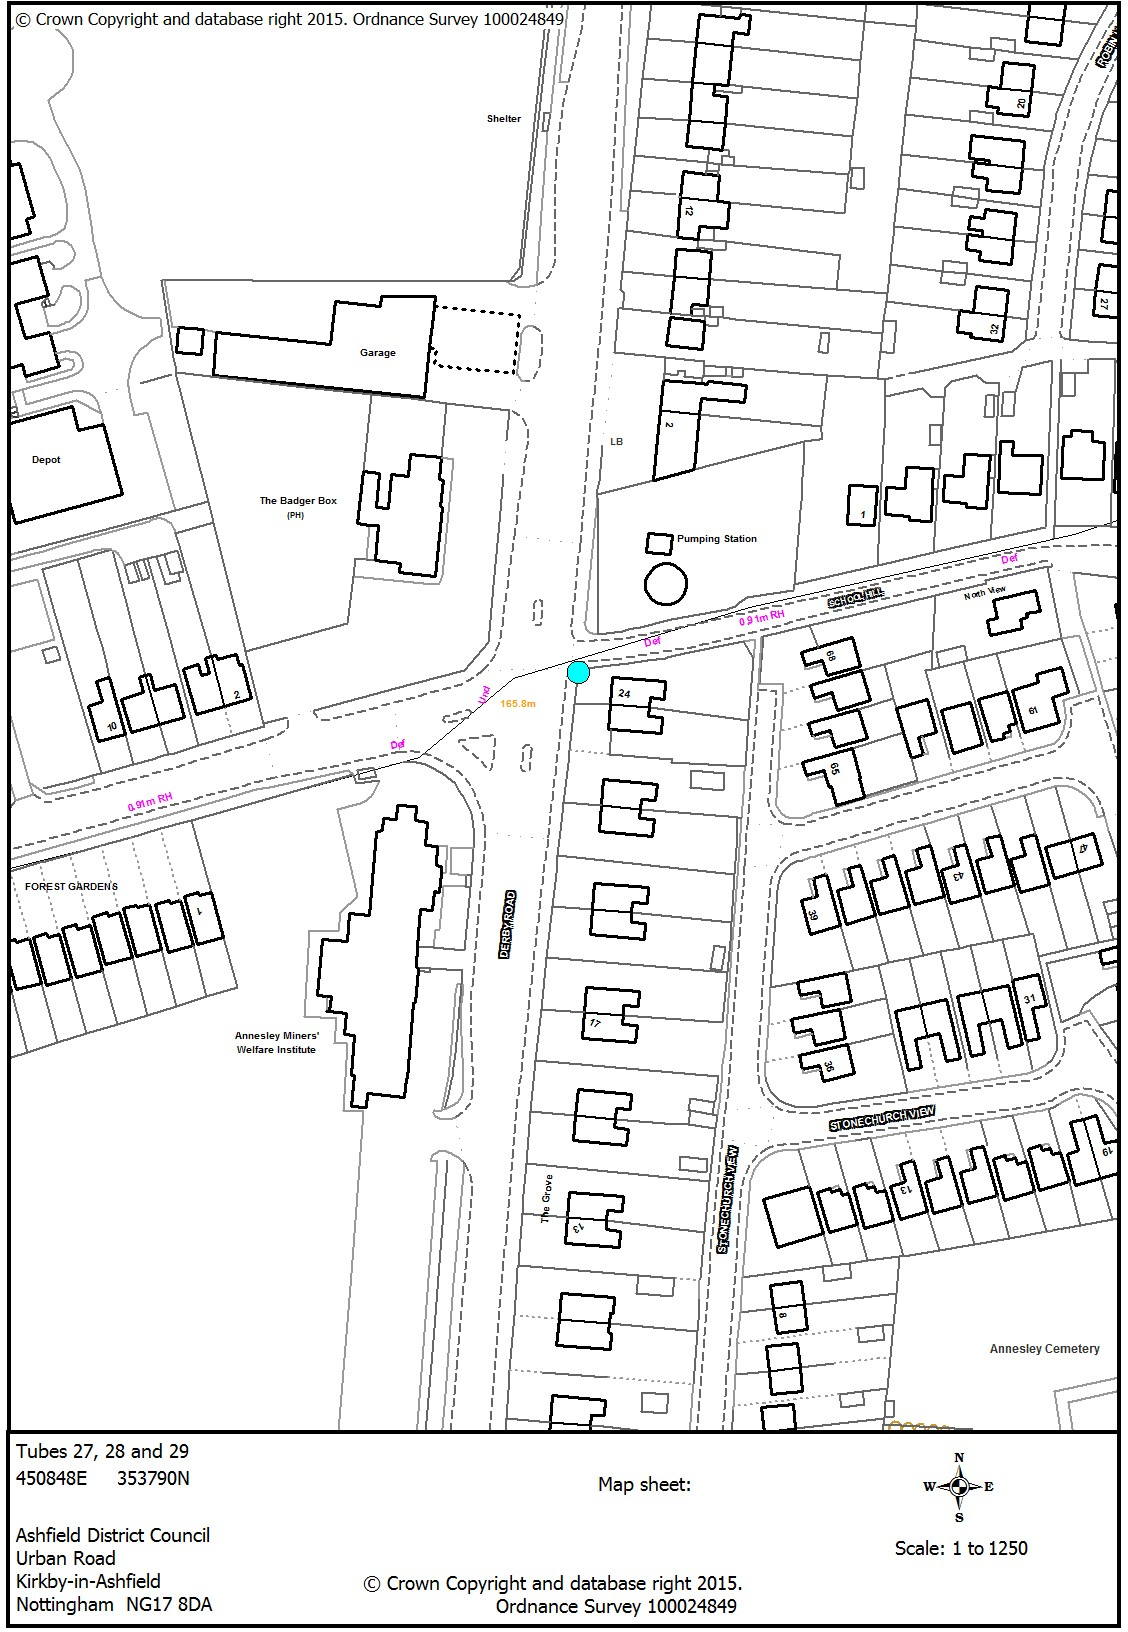 © Crown Copyright and database right 2015. Ordnance Survey 100024849
ROBIN
20
Shelter
12
27
32
Garage
2
LB
Depot
The Badger Box
(PH)
1
Pumping Station
Def
SCHOOL HILL
North View
0.91m RH
Def
68
2
24
Und
165.8m
61
10
Def
65
0.91m RH
47
43
FOREST GARDENS
1
39
DERBY ROAD
31
17
Annesley Miners'
Welfare Institute
36
STONECHURCH VIEW
19
The Grove
STONECHURCH VIEW
13
13
8
Annesley Cemetery
Tubes 27, 28 and 29
450848E 353790N
Map sheet:
N
W E
S
Ashfield District Council
Urban Road
Kirkby-in-Ashfield
Nottingham NG17 8DA
Scale: 1 to 1250
© Crown Copyright and database right 2015.
Ordnance Survey 100024849